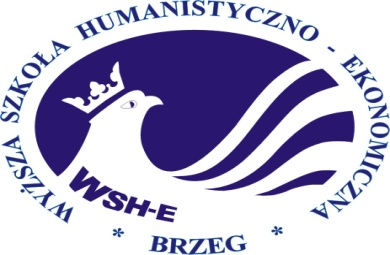 WYŻSZA SZKOŁA HUMANISTYCZNO - EKONOMICZNA
WSH-E
* BRZEG *